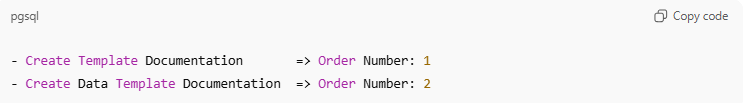 pgsql
Copy code
- Create Template Documentation       => Order Number: 1
- Create Data Template Documentation  => Order Number: 2